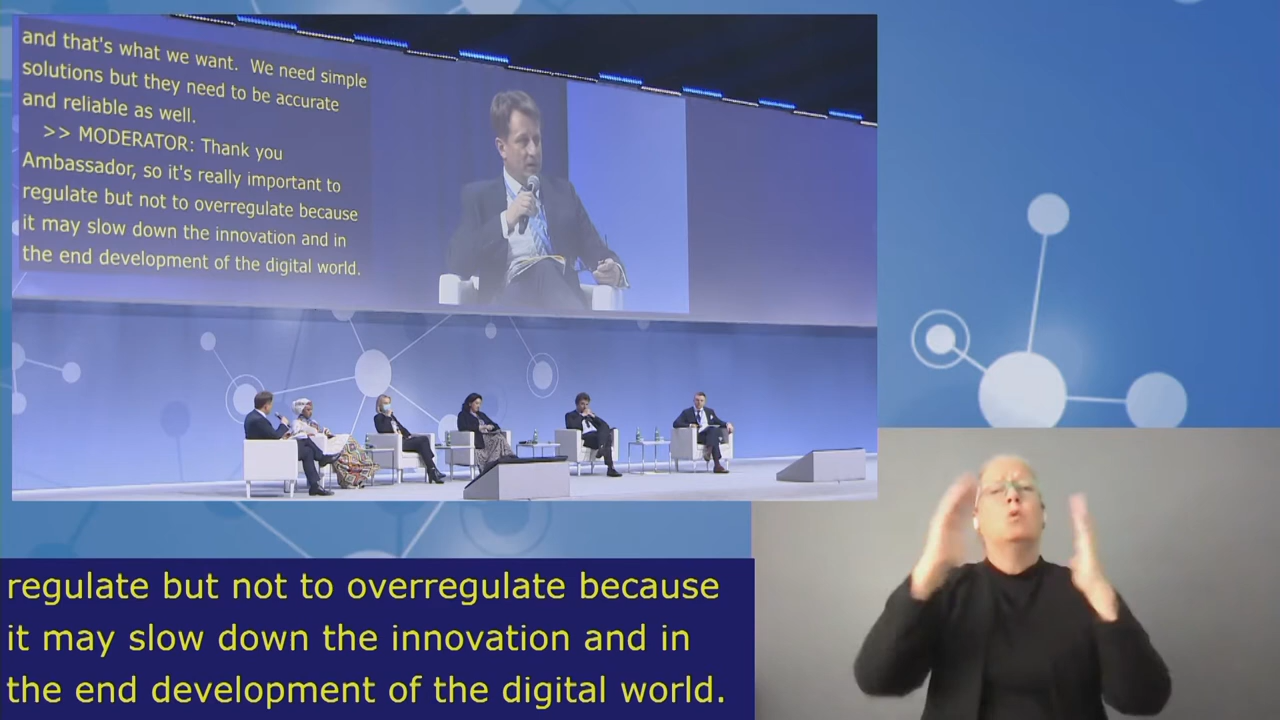 and that's what we want. We need simple
solutions but they need to be accurate
and reliable as well.
>> MODERATOR: Thank you
Ambassador, so it's really important to
regulate but not to overregulate because
it may slow down the innovation and in
the end development of the digital world.
regulate but not to overregulate because
it may slow down the innovation and in
the end development of the digital world.